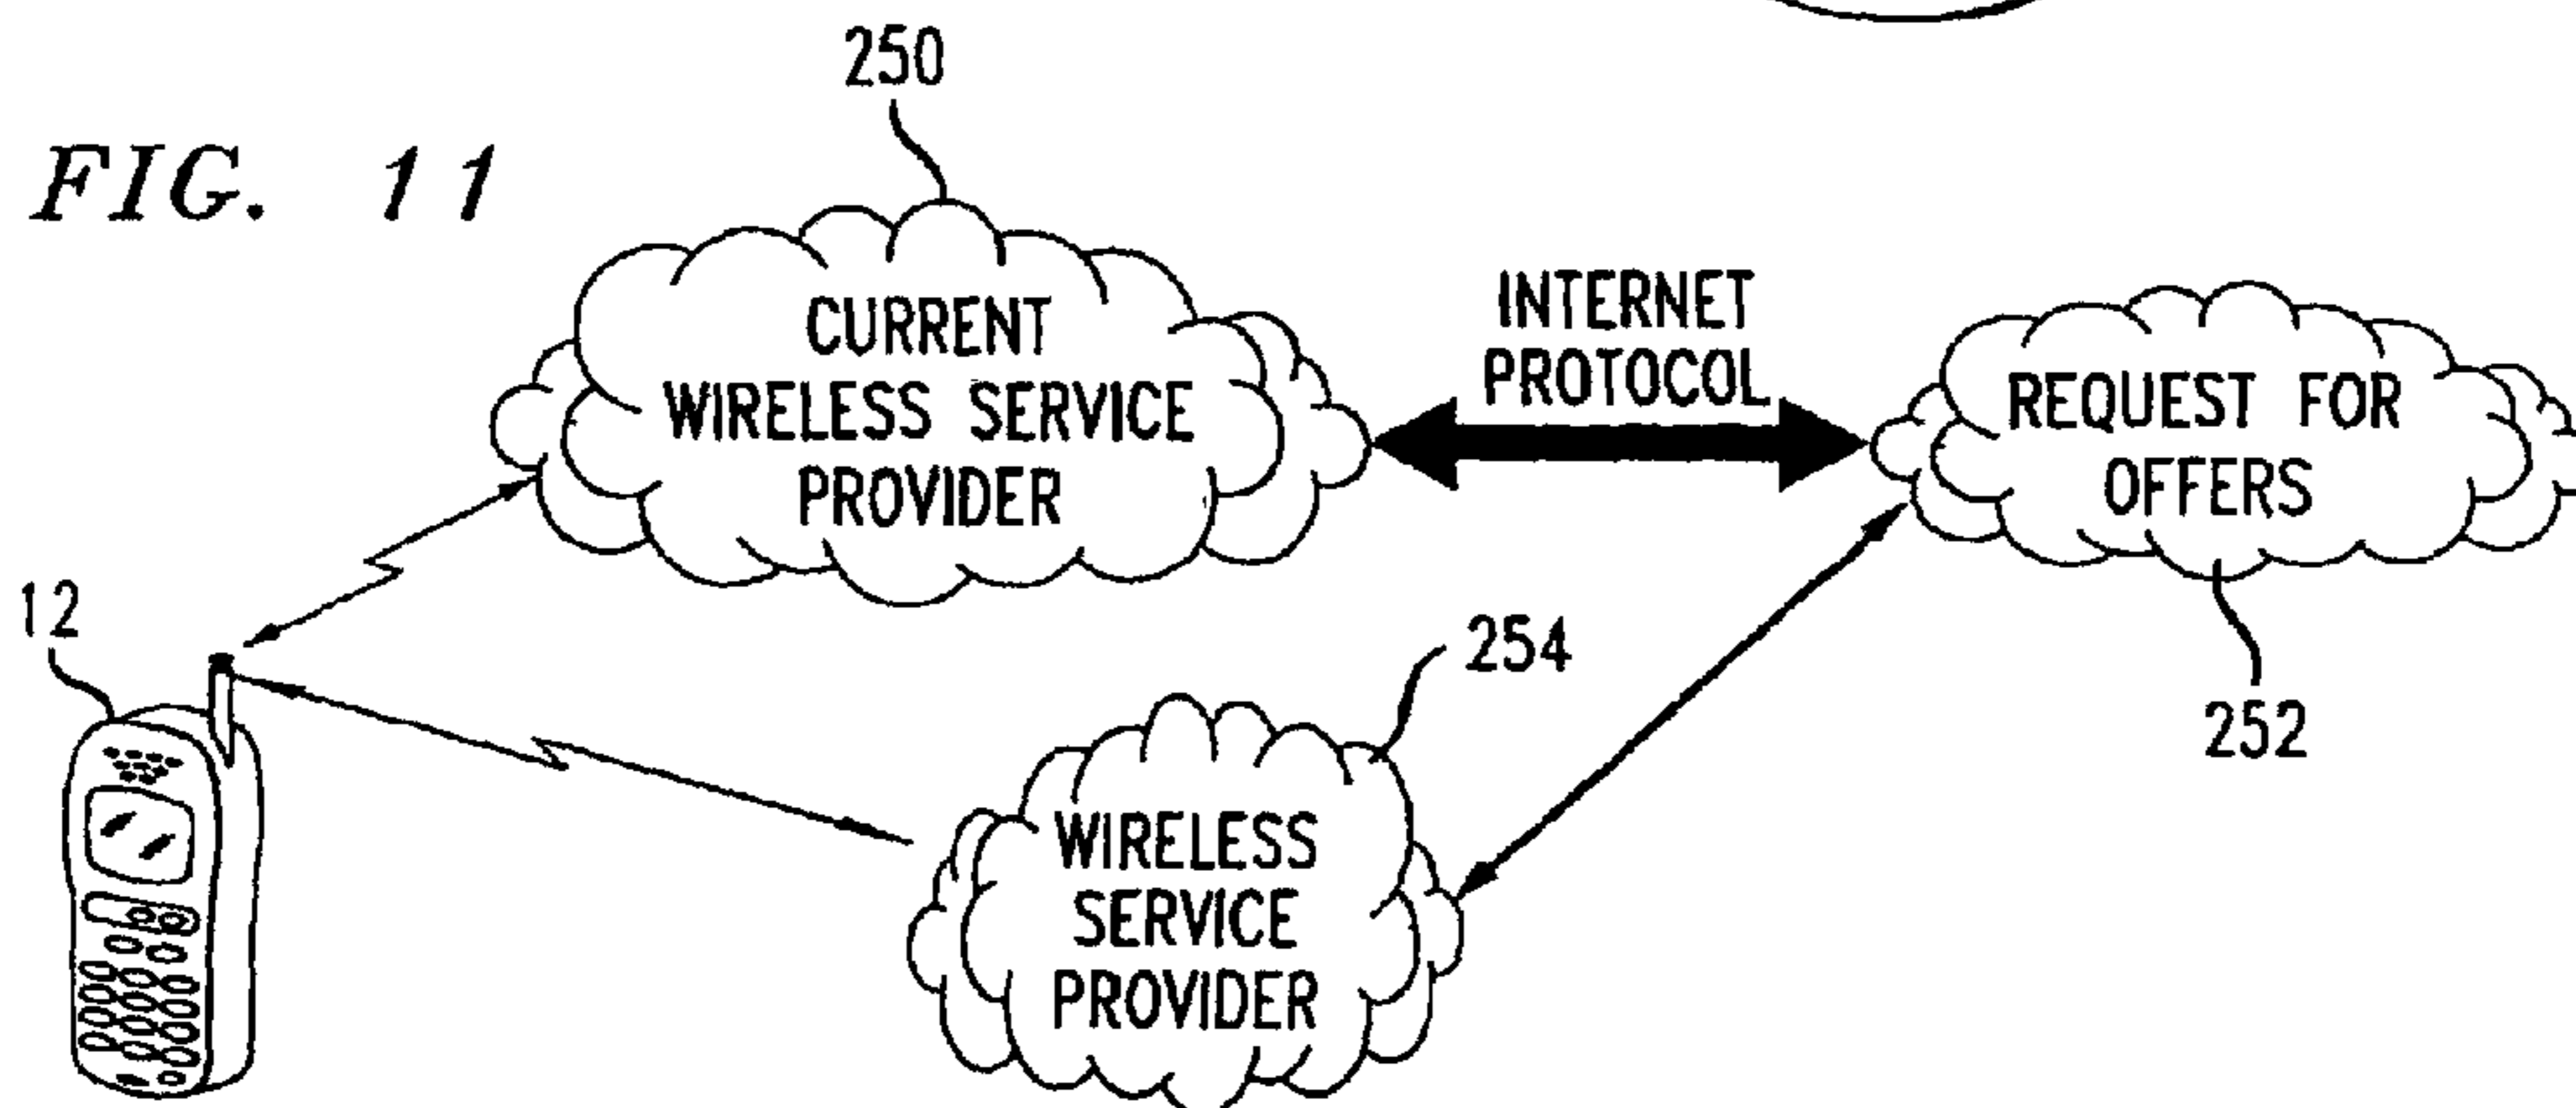 250
FIG. 11
CURRENT
WIRELESS SERVICE
PROVIDER
INTERNET
PROTOCOL
REQUEST FOR
OFFERS
12
254
252
WIRELESS
SERVICE
PROVIDER